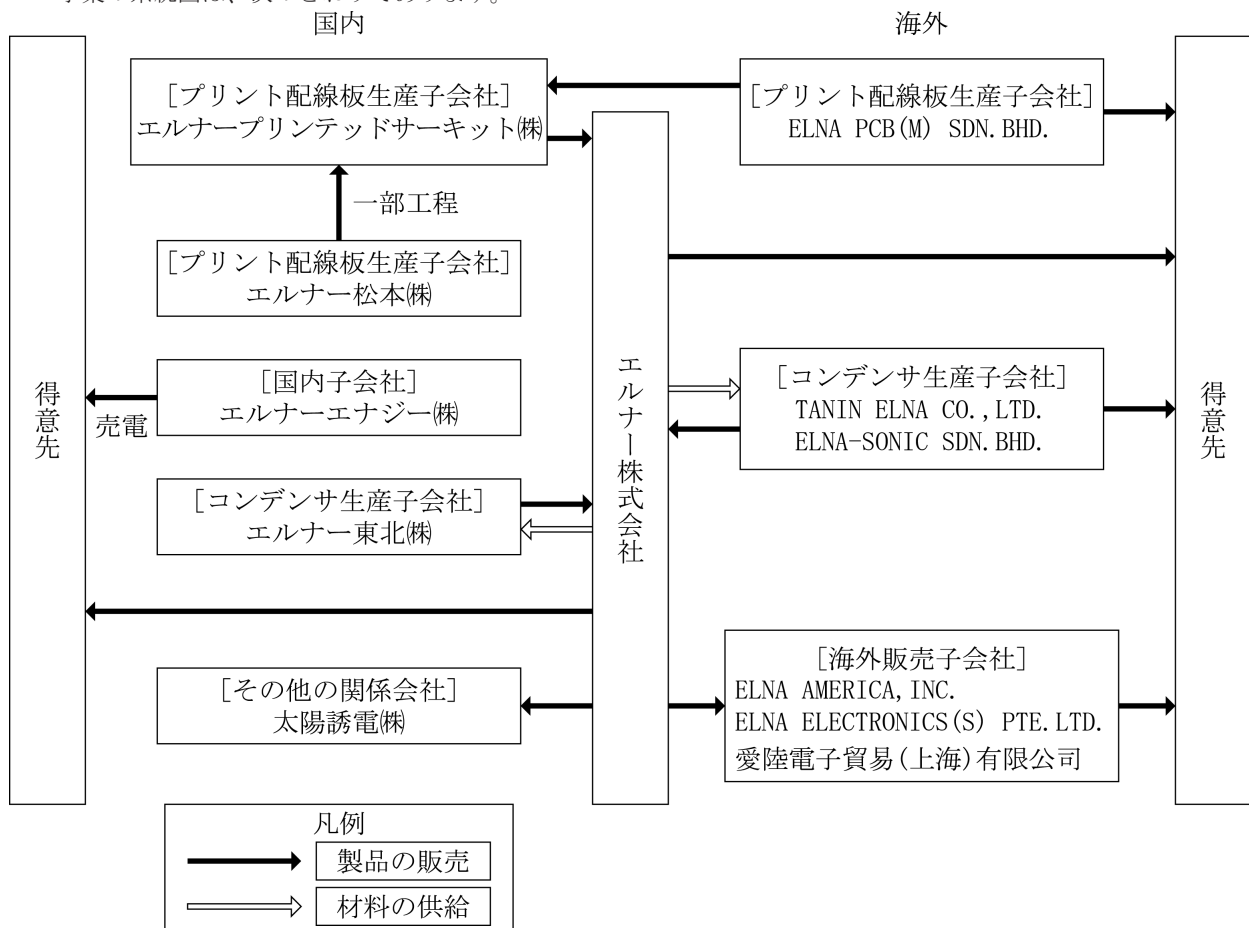 国内
海外
[プリント配線板生産子会社]
エルナープリンテッドサーキット㈱
[プリント配線板生産子会社]
ELNA PCB(M) SDN.BHD.
一部工程
[プリント配線板生産子会社]
エルナー松本㈱
得意先
売電
[国内子会社]
エルナーエナジー㈱
エルナー株式会社
[コンデンサ生産子会社]
TANIN ELNA CO.,LTD.
ELNA-SONIC SDN.BHD.
得意先
[コンデンサ生産子会社]
エルナー東北㈱
[その他の関係会社]
太陽誘電㈱
[海外販売子会社]
ELNA AMERICA,INC.
ELNA ELECTRONICS(S) PTE.LTD.
愛陸電子貿易(上海)有限公司
凡例
製品の販売
材料の供給